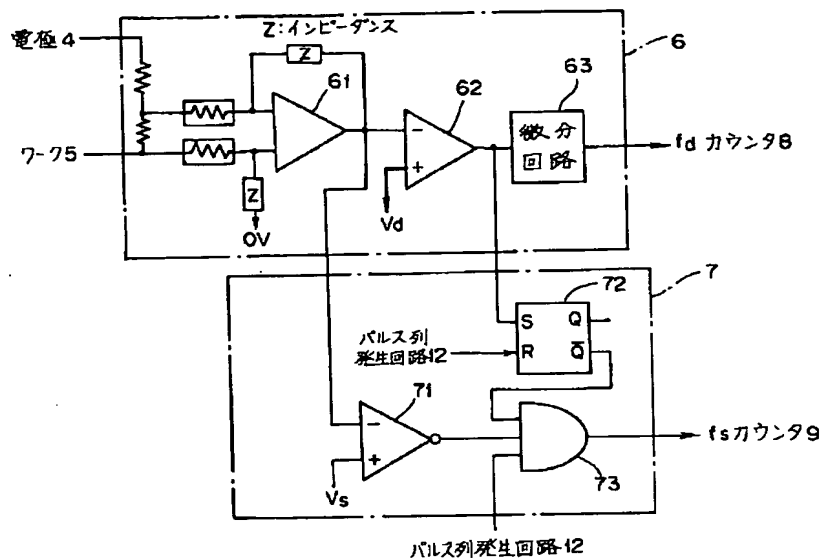 Z:インピーダンス
電極4
6
Z
61
62
63
微分
回路
ワーク5
-
+
fd カウンタ8
Z
0V
Vd
7
72
S Q
R Q̅
パルス列
発生回路12
71
-
+
fsカウンタ9
Vs
73
パルス列発生回路12